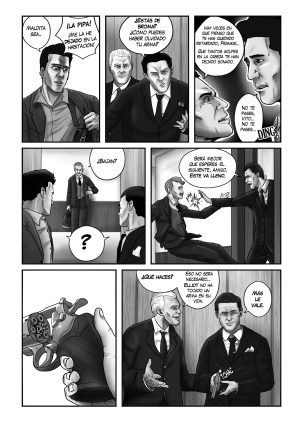 MALDITA
SEA...
¡LA PIPA!
¡ME LA HE
DEJADO EN LA
HABITACIÓN!
¿ESTÁS DE
BROMA?
¿CÓMO PUEDES
HABER OLVIDADO
TU ARMA?
HAY VECES EN
QUE PIENSO QUE
TE HAS QUEDADO
RETARDADO, FRANKIE...
QUE TANTOS GOLPES
EN LA CABEZA TE HAN
DEJADO SONADO.
NO TE
PASES,
VITO...
NO TE
PASES.
DING
¿BAJAN?
?
SERÁ MEJOR
QUE ESPERES EL
SIGUIENTE, AMIGO.
ESTE VA LLENO.
¿QUÉ HACES?
ESO NO SERÁ
NECESARIO...
ELLIOT NO HA
TOCADO UN
ARMA EN SU
VIDA.
MÁS LE
VALE.